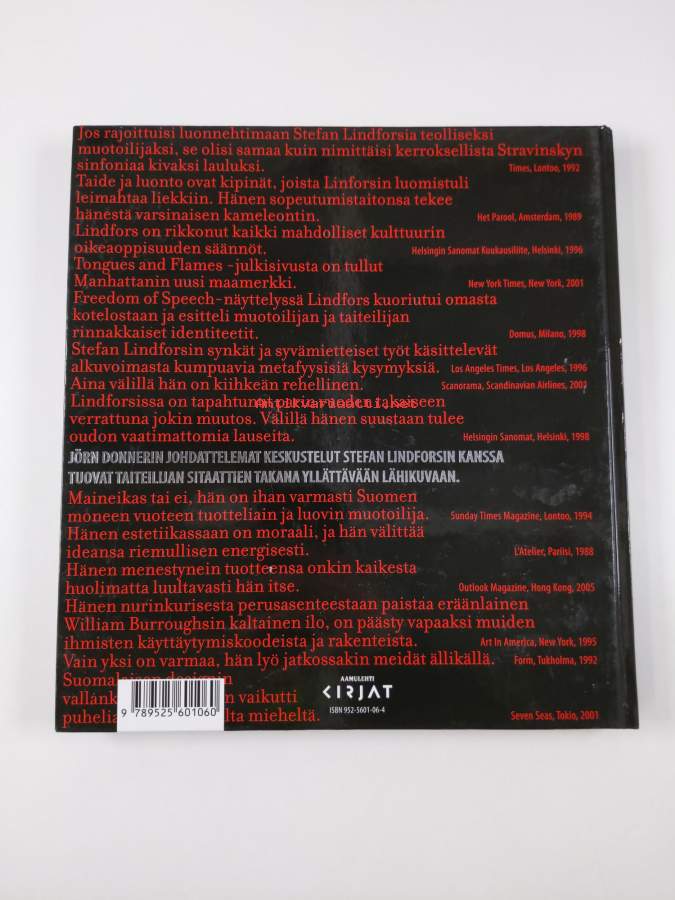 Jos rajoittuisi luonnehtimaan Stefan Lindforsia teolliseksi
muotoilijaksi, se olisi samaa kuin nimittäisi kerroksellista Stravinskyn
sinfoniaa kivaksi lauluksi. Times, Lontoo, 1992
Taide ja luonto ovat kipinät, joista Linforsin luomistuli
leimahtaa liekkiin. Hänen sopeutumistaitonsa tekee
hänestä varsinaisen kameleontin. Het Parool, Amsterdam, 1989
Lindfors on rikkonut kaikki mahdolliset kulttuurin
oikeaoppisuuden säännöt. Helsingin Sanomat Kuukausiliite, Helsinki, 1996
Tongues and Flames -julkisivusta on tullut
Manhattanin uusi maamerkki. New York Times, New York, 2001
Freedom of Speech-näyttelyssä Lindfors kuoriutui omasta
kotelostaan ja esitteli muotoilijan ja taiteilijan
rinnakkaiset identiteetit. Domus, Milano, 1998
Stefan Lindforsin synkät ja syvämietteiset työt käsittelevät
alkuvoimasta kumpuavia metafyysisiä kysymyksiä. Los Angeles Times, Los Angeles, 1996
Aina välillä hän on kiihkeän rehellinen. Scanorama, Scandinavian Airlines, 2002
Lindforsissa on tapahtunut parin vuoden takaiseen
Antikvariaatti.net
verrattuna jokin muutos. Välillä hänen suustaan tulee
oudon vaatimattomia lauseita. Helsingin Sanomat, Helsinki, 1998
JÖRN DONNERIN JOHDATTELEMAT KESKUSTELUT STEFAN LINDFORSIN KANSSA
TUOVAT TAITEILIJAN SITAATTIEN TAKANA YLLÄTTÄVÄÄN LÄHIKUVAAN.
Maineikas tai ei, hän on ihan varmasti Suomen
moneen vuoteen tuotteliain ja luovin muotoilija. Sunday Times Magazine, Lontoo, 1994
Hänen estetiikassaan on moraali, ja hän välittää
ideansa riemullisen energisesti. L'Atelier, Pariisi, 1988
Hänen menestynein tuotteensa onkin kaikesta
huolimatta luultavasti hän itse. Outlook Magazine, Hong Kong, 2005
Hänen nurinkurisesta perusasenteestaan paistaa eräänlainen
William Burroughsin kaltainen ilo, on päästy vapaaksi muiden
ihmisten käyttäytymiskoodeista ja rakenteista. Art In America, New York, 1995
Vain yksi on varmaa, hän lyö jatkossakin meidät ällikällä. Form, Tukholma, 1992
Suomalaisen designin
vaikutti
mieheltä. Seven Seas, Tokio, 2001
AAMULEHTI
KIRJAT
ISBN 952-5601-06-4
9 789525 601060